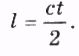 l = ct/2.